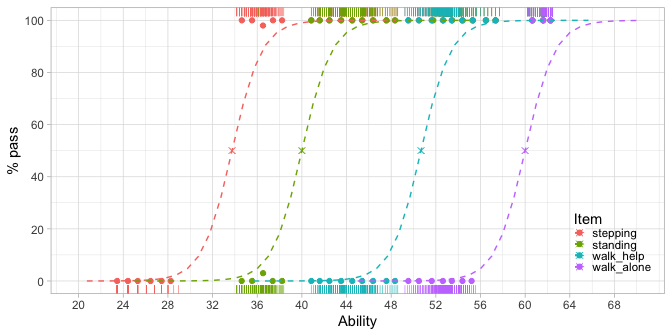 100
80
60
40
20
0
% pass
20 24 28 32 36 40 44 48 52 56 60 64 68
Ability
Item
stepping
standing
walk_help
walk_alone